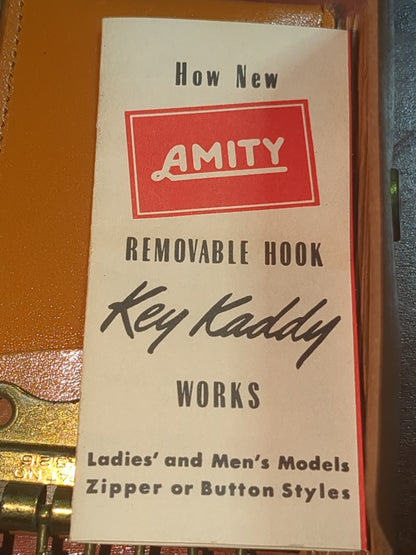 How New
AMITY
REMOVABLE HOOK
Key Kaddy
WORKS
Ladies' and Men's Models
Zipper or Button Styles